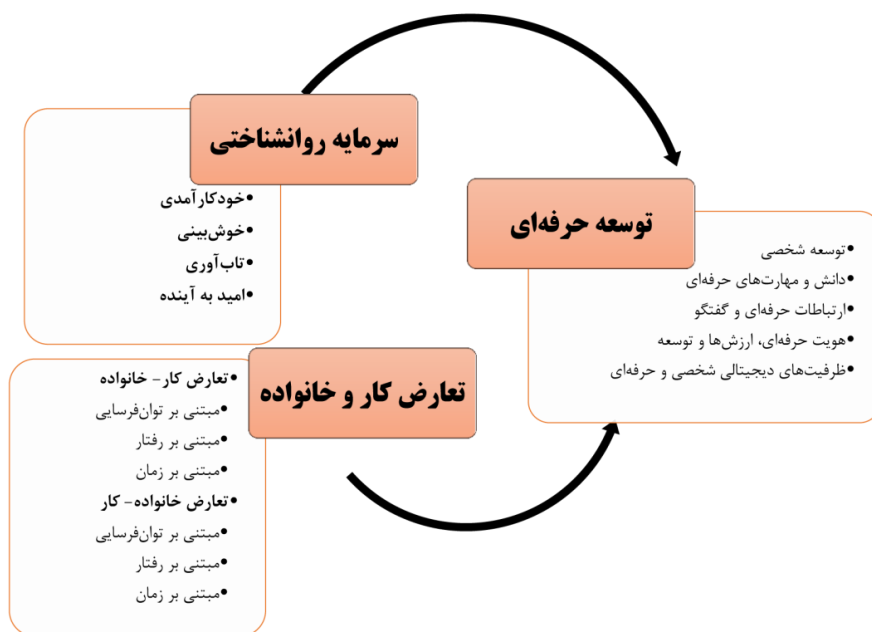 سرمایه روانشناختی
•خودکارآمدی
•خوش‌بینی
•تاب‌آوری
•امید به آینده
توسعه حرفه‌ای
•توسعه شخصی
•دانش و مهارت‌های حرفه‌ای
•ارتباطات حرفه‌ای و گفتگو
•هویت حرفه‌ای، ارزش‌ها و توسعه
•ظرفیت‌های دیجیتالی شخصی و حرفه‌ای
تعارض کار و خانواده
•تعارض کار- خانواده
•مبتنی بر توان‌فرسایی
•مبتنی بر رفتار
•مبتنی بر زمان
•تعارض خانواده- کار
•مبتنی بر توان‌فرسایی
•مبتنی بر رفتار
•مبتنی بر زمان